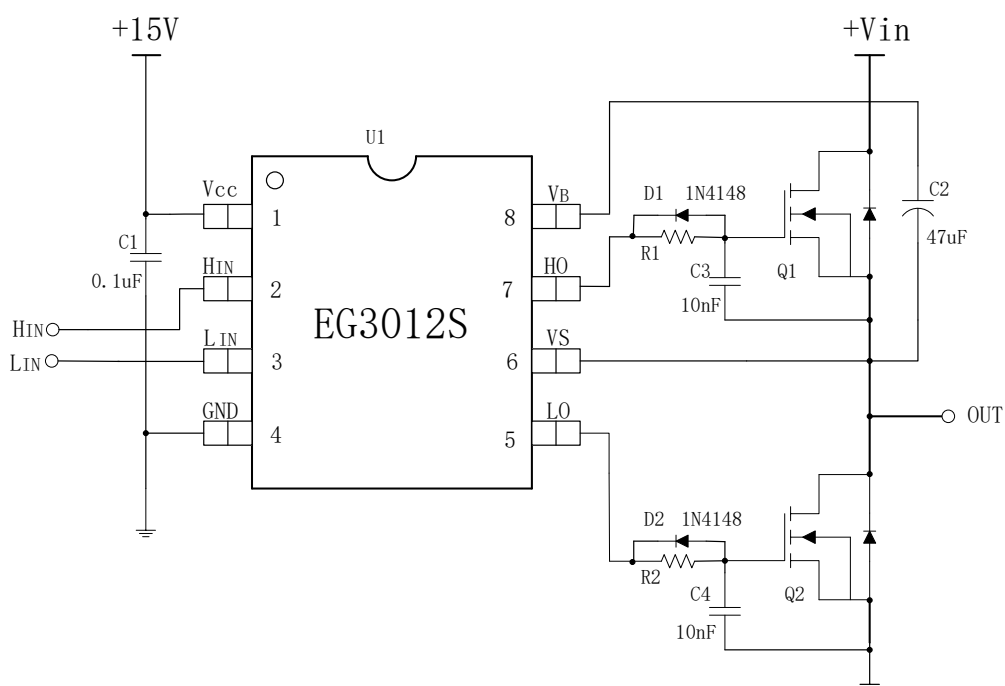 +15V
+Vin
U1
Vcc
1
8
VB
D1 1N4148
C2
47uF
C1
0.1uF
R1
C3
10nF
Q1
HIN
2
7
HO
EG3012S
HIN
LIN
LIN
3
6
VS
GND
4
5
LO
OUT
D2 1N4148
R2
C4
10nF
Q2